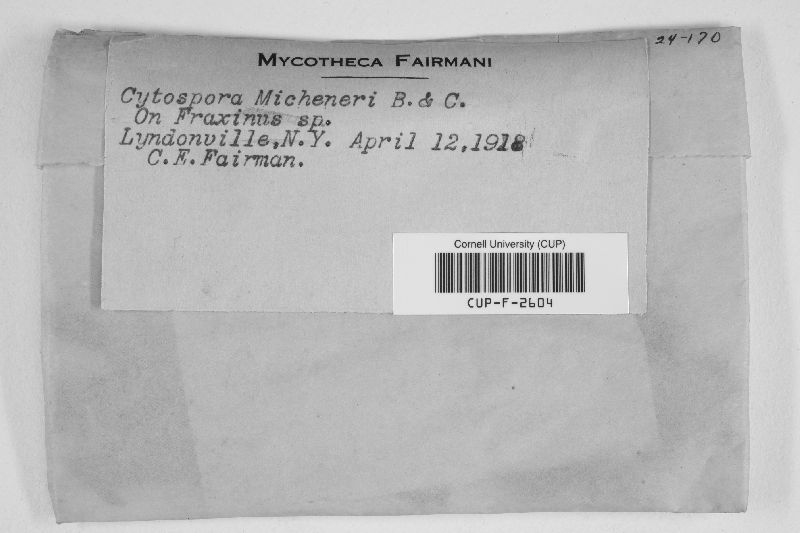 24-170
MYCOTHECA FAIRMANI
Cytospora Micheneri B. & C.
On Fraxinus sp.
Lyndonville,N.Y. April 12,1918
C.E.Fairman.
Cornell University (CUP)
CUP-F-2604